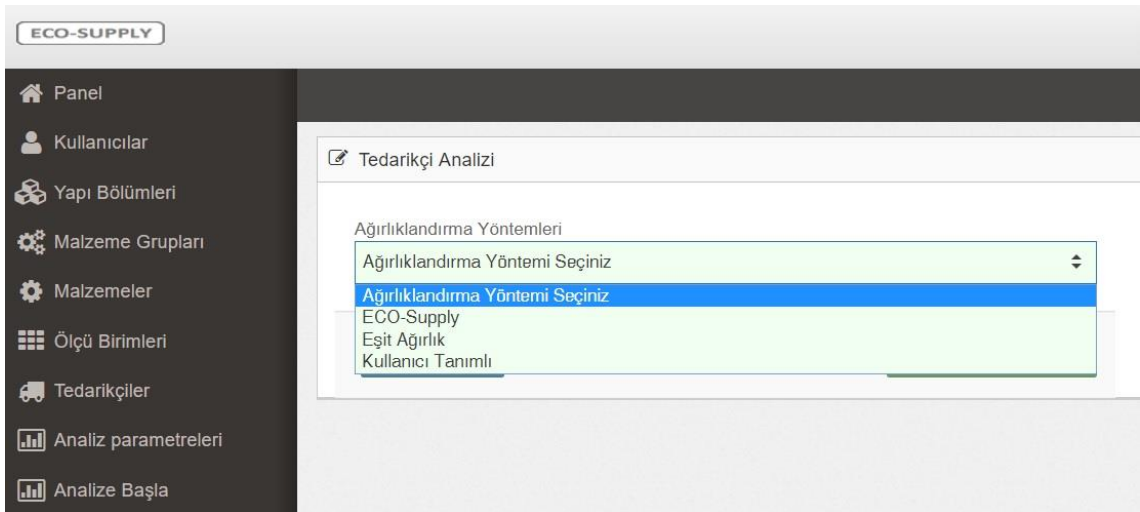 ECO-SUPPLY
Panel
Kullanıcılar
Yapı Bölümleri
Malzeme Grupları
Malzemeler
Ölçü Birimleri
Tedarikçiler
Analiz parametreleri
Analize Başla
Tedarikçi Analizi
Ağırlıklandırma Yöntemleri
Ağırlıklandırma Yöntemi Seçiniz
Ağırlıklandırma Yöntemi Seçiniz
ECO-Supply
Eşit Ağırlık
Kullanıcı Tanımlı